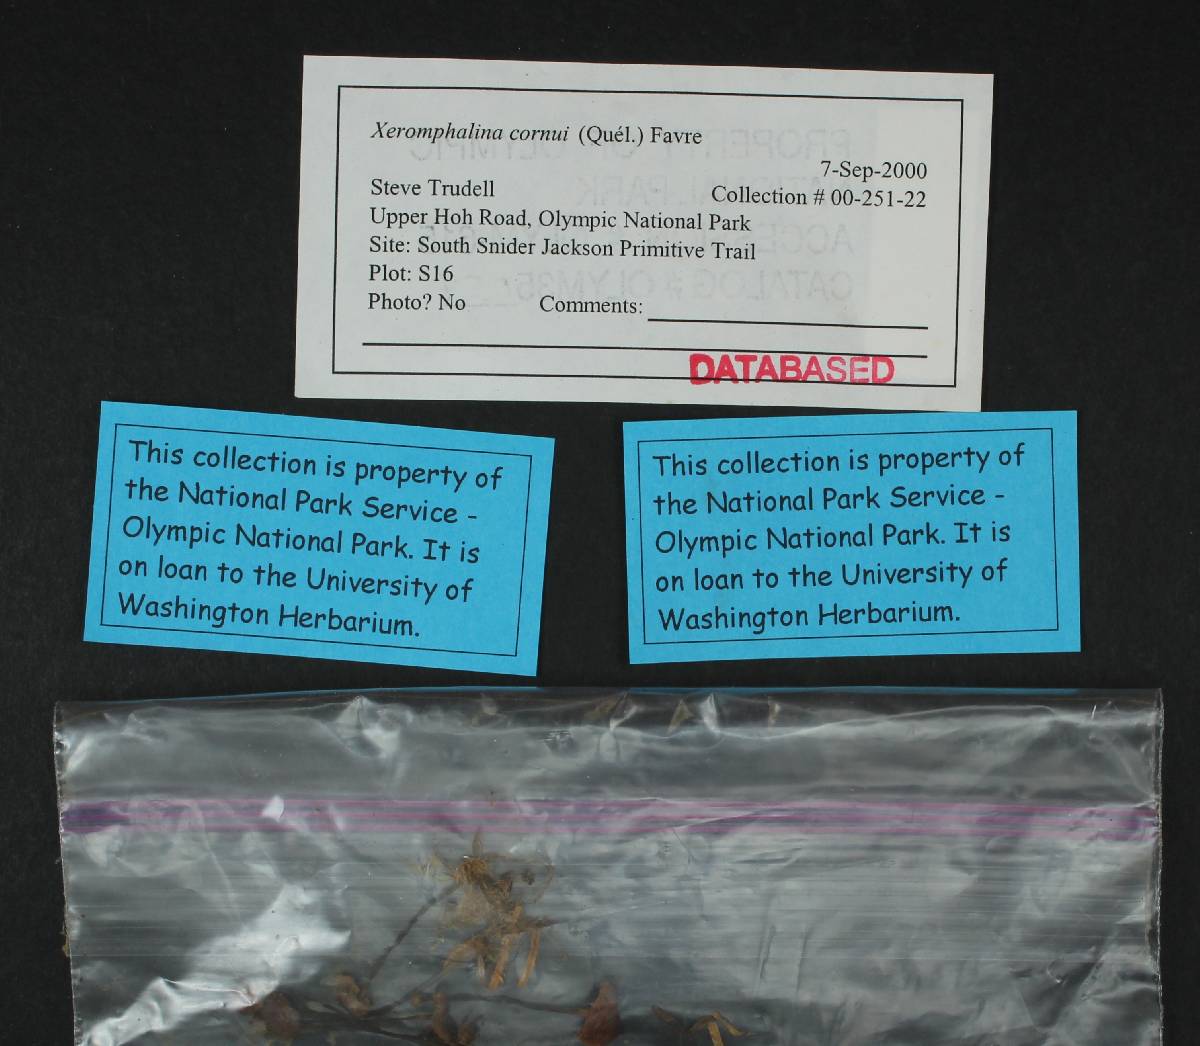 Xeromphalina cornui (Quél.) Favre
7-Sep-2000
Steve Trudell
Collection # 00-251-22
Upper Hoh Road, Olympic National Park
Site: South Snider Jackson Primitive Trail
Plot: S16
Photo? No Comments:
DATABASED
This collection is property of
the National Park Service -
Olympic National Park. It is
on loan to the University of
Washington Herbarium.
This collection is property of
the National Park Service -
Olympic National Park. It is
on loan to the University of
Washington Herbarium.